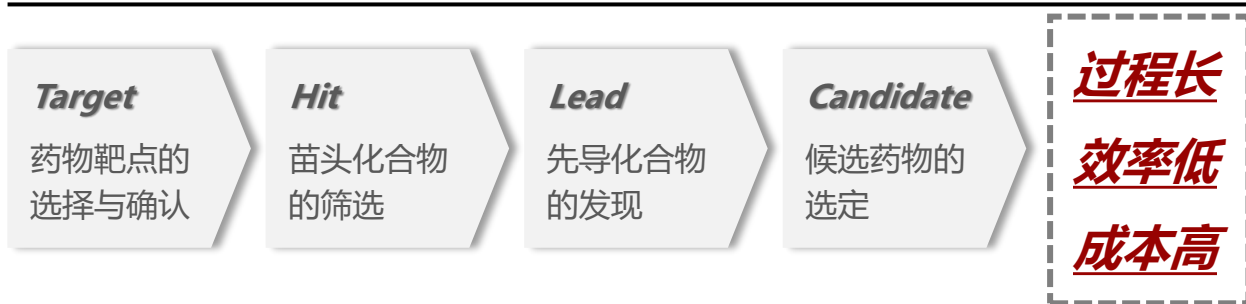 Target
药物靶点的
选择与确认
Hit
苗头化合物
的筛选
Lead
先导化合物
的发现
Candidate
候选药物的
选定
过程长
效率低
成本高